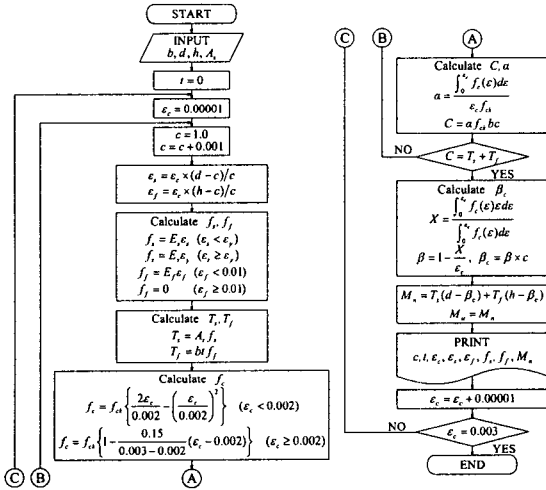 START
INPUT
b, d, h, A_s
t = 0
ε_c = 0.00001
c = 1.0
c = c + 0.001
ε_s = ε_c × (d − c)/c
ε_f = ε_c × (h − c)/c
Calculate f_s, f_f
f_s = E_s ε_s (ε_s < ε_y)
f_s = E_s ε_y (ε_s ≥ ε_y)
f_f = E_f ε_f (ε_f < 0.01)
f_f = 0 (ε_f ≥ 0.01)
Calculate T_s, T_f
T_s = A_s f_s
T_f = bt f_f
Calculate f_c
f_c = f_ck { 2ε_c / 0.002 − ( ε_c / 0.002 )² } (ε_c < 0.002)
f_c = f_ck { 1 − 0.15 / (0.003 − 0.002) (ε_c − 0.002) } (ε_c ≥ 0.002)
C
B
A
C
B
A
Calculate C, α
α = ∫₀^ε_c f_c(ε)dε / ε_c f_ck
C = α f_ck bc
NO
C = T_s + T_f
YES
Calculate β_c
X = ∫₀^ε_c f_c(ε)εdε / ∫₀^ε_c f_c(ε)dε
β = 1 − X / ε_c, β_c = β × c
M_n = T_s(d − β_c) + T_f(h − β_c)
M_u = M_n
PRINT
c, t, ε_c, ε_s, ε_f, f_s, f_f, M_n
ε_c = ε_c + 0.00001
NO
ε_c = 0.003
YES
END